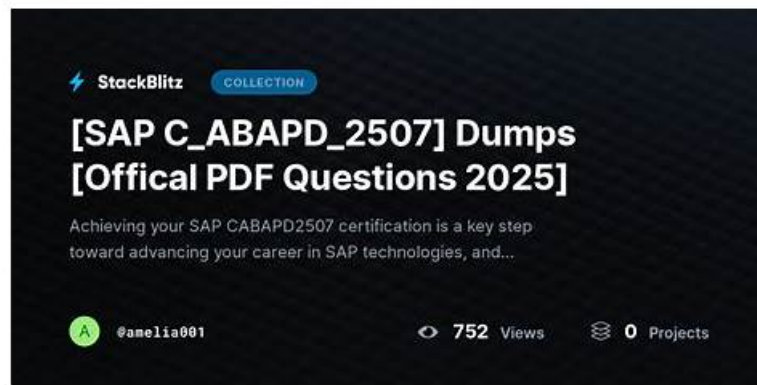 StackBlitz COLLECTION
[SAP C_ABAPD_2507] Dumps
[Offical PDF Questions 2025]
Achieving your SAP CABAPD2507 certification is a key step
toward advancing your career in SAP technologies, and...
A @amelia001 752 Views 0 Projects